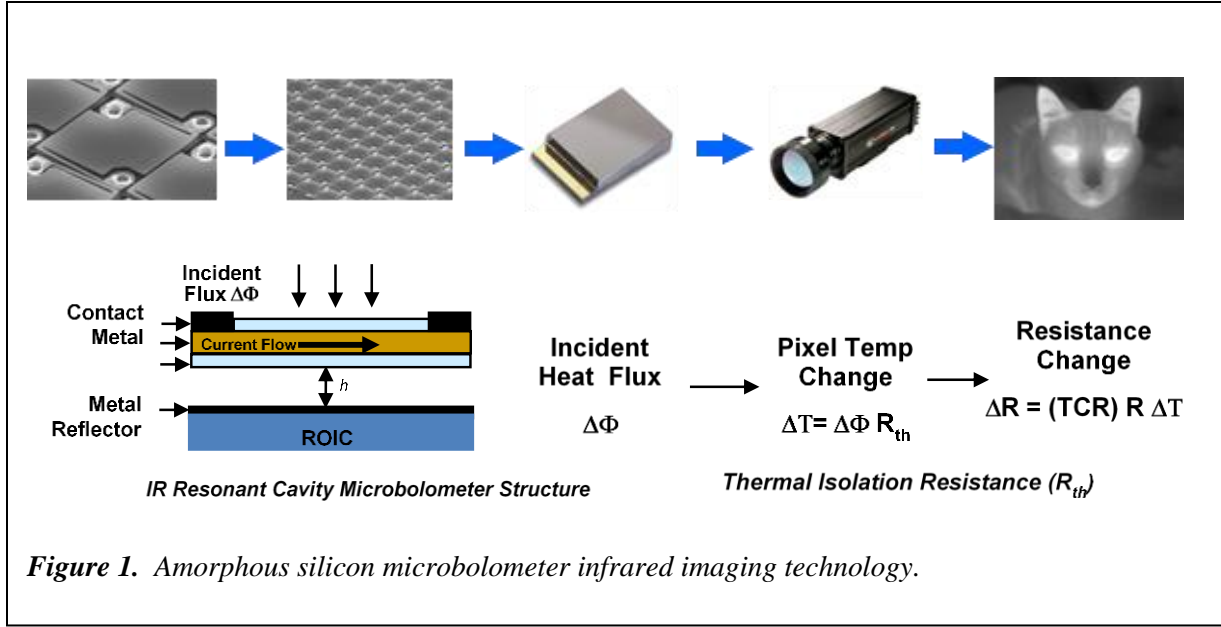 Incident
Flux ΔΦ
Contact
Metal
Current Flow
h
Metal
Reflector
ROIC
IR Resonant Cavity Microbolometer Structure
Incident
Heat Flux
ΔΦ
Pixel Temp
Change
ΔT= ΔΦ Rth
Resistance
Change
ΔR = (TCR) R ΔT
Thermal Isolation Resistance (Rth)
Figure 1. Amorphous silicon microbolometer infrared imaging technology.